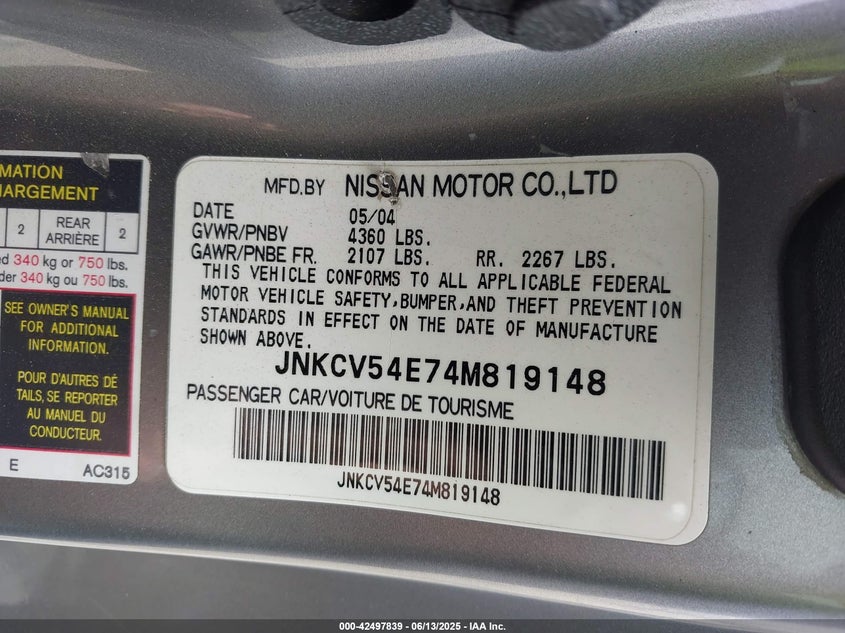 MATION
HARGEMENT
2 REAR ARRIÈRE 2
ed 340 kg or 750 lbs.
der 340 kg ou 750 lbs.
SEE OWNER'S MANUAL
FOR ADDITIONAL
INFORMATION.
POUR D'AUTRES DÉ
TAILS, SE REPORTER
AU MANUEL DU
CONDUCTEUR.
E AC315
MFD.BY NISSAN MOTOR CO.,LTD
DATE 05/04
GVWR/PNBV 4360 LBS.
GAWR/PNBE FR. 2107 LBS. RR. 2267 LBS.
THIS VEHICLE CONFORMS TO ALL APPLICABLE FEDERAL
MOTOR VEHICLE SAFETY,BUMPER,AND THEFT PREVENTION
STANDARDS IN EFFECT ON THE DATE OF MANUFACTURE
SHOWN ABOVE.
JNKCV54E74M819148
PASSENGER CAR/VOITURE DE TOURISME
JNKCV54E74M819148
000-42497839 - 06/13/2025 - IAA Inc.